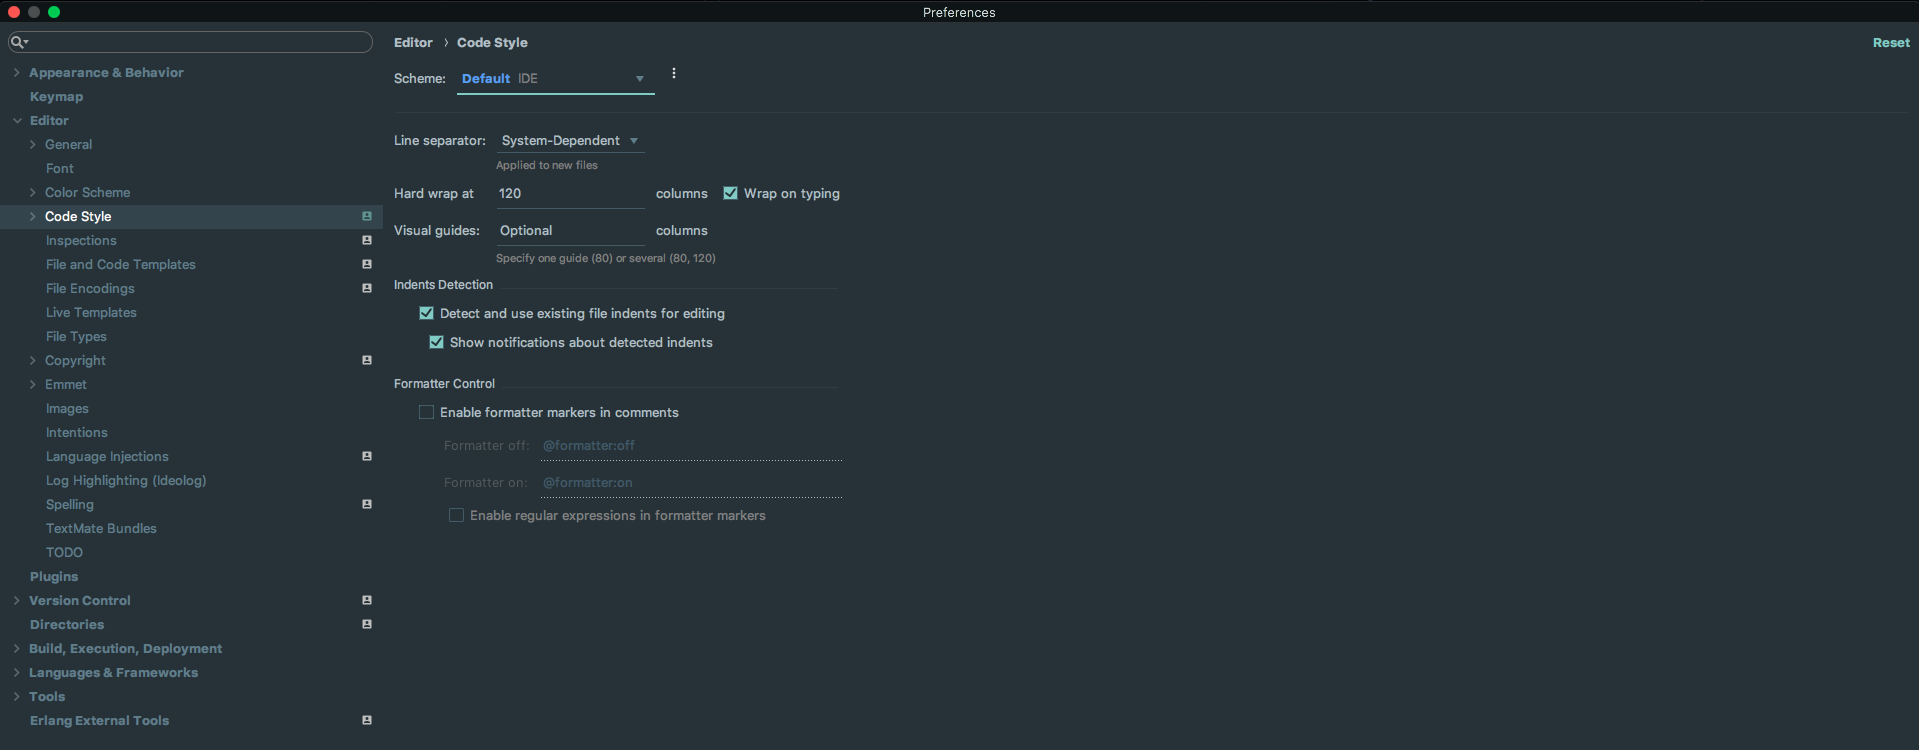 Preferences
Appearance & Behavior
Keymap
Editor
General
Font
Color Scheme
Code Style
Inspections
File and Code Templates
File Encodings
Live Templates
File Types
Copyright
Emmet
Images
Intentions
Language Injections
Log Highlighting (Ideolog)
Spelling
TextMate Bundles
TODO
Plugins
Version Control
Directories
Build, Execution, Deployment
Languages & Frameworks
Tools
Erlang External Tools
Editor › Code Style
Reset
Scheme: Default IDE
Line separator: System-Dependent
Applied to new files
Hard wrap at 120 columns Wrap on typing
Visual guides: Optional columns
Specify one guide (80) or several (80, 120)
Indents Detection
Detect and use existing file indents for editing
Show notifications about detected indents
Formatter Control
Enable formatter markers in comments
Formatter off: @formatter:off
Formatter on: @formatter:on
Enable regular expressions in formatter markers